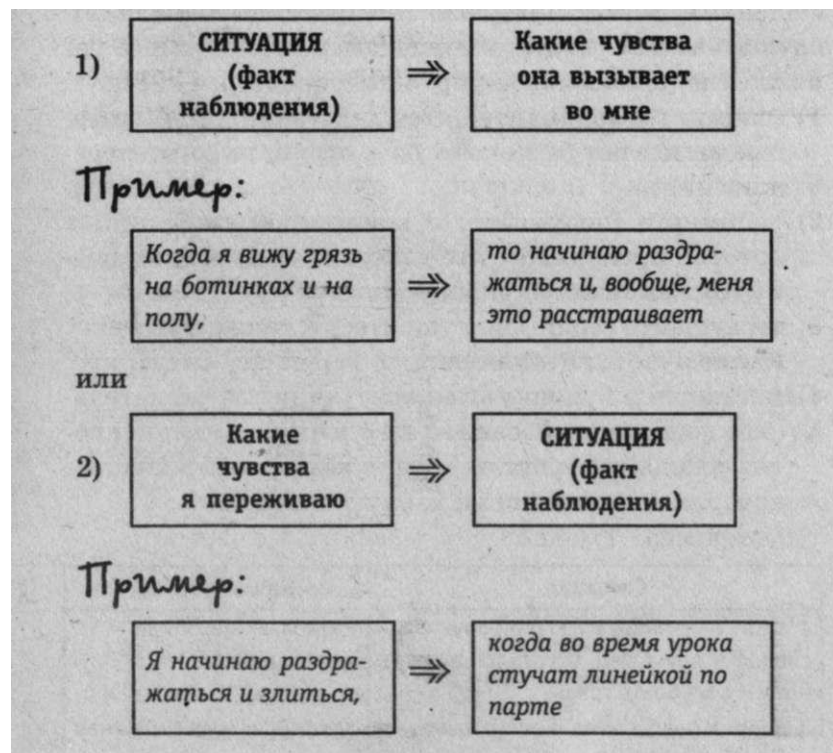 1)
СИТУАЦИЯ
(факт
наблюдения)
Какие чувства
она вызывает
во мне
Пример:
Когда я вижу грязь
на ботинках и на
полу,
то начинаю раздра-
жаться и, вообще, меня
это расстраивает
или
2)
Какие
чувства
я переживаю
СИТУАЦИЯ
(факт
наблюдения)
Пример:
Я начинаю раздра-
жаться и злиться,
когда во время урока
стучат линейкой по
парте